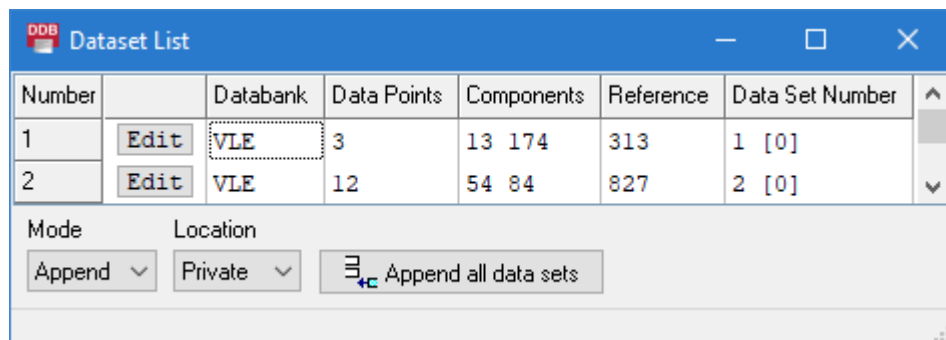 DDB Dataset List
Number Databank Data Points Components Reference Data Set Number
1 Edit VLE 3 13 174 313 1 [0]
2 Edit VLE 12 54 84 827 2 [0]
Mode Location
Append Private Append all data sets